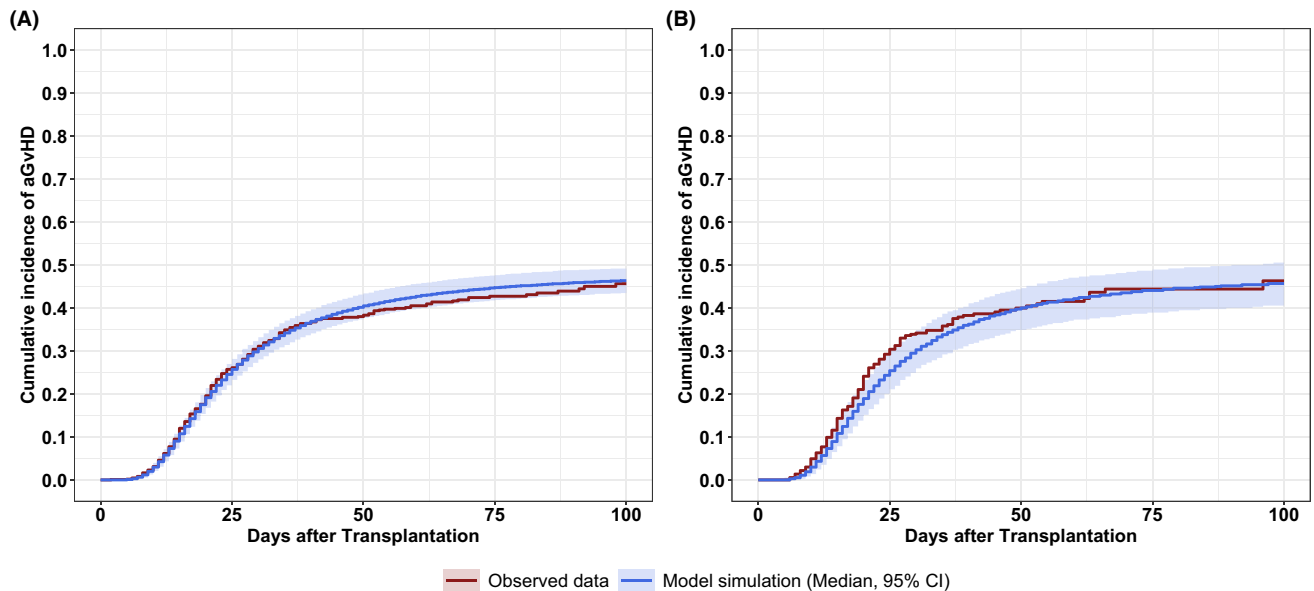 (A)
Cumulative incidence of aGvHD
1.0
0.9
0.8
0.7
0.6
0.5
0.4
0.3
0.2
0.1
0.0
0 25 50 75 100
Days after Transplantation
(B)
Cumulative incidence of aGvHD
1.0
0.9
0.8
0.7
0.6
0.5
0.4
0.3
0.2
0.1
0.0
0 25 50 75 100
Days after Transplantation
Observed data Model simulation (Median, 95% CI)